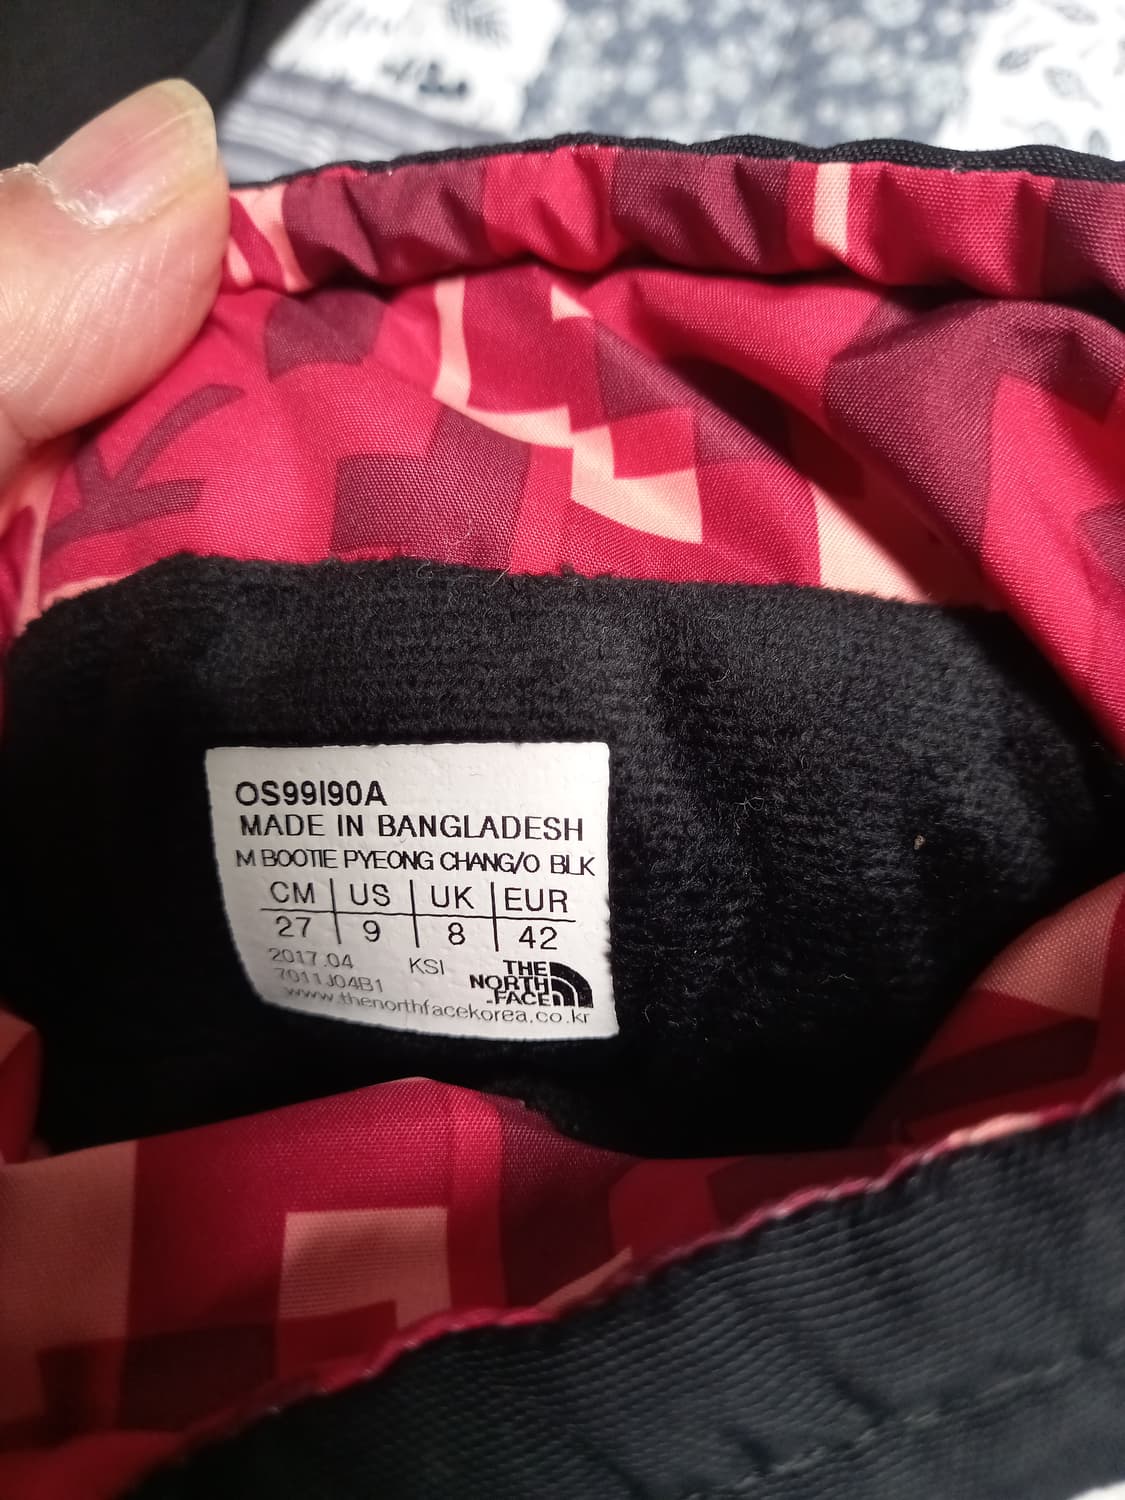 OS99I90A
MADE IN BANGLADESH
M BOOTIE PYEONG CHANG/O BLK
CM US UK EUR
27 9 8 42
2017.04 KSI
7011J04B1
THE
NORTH
FACE
www.thenorthfacekorea.co.kr